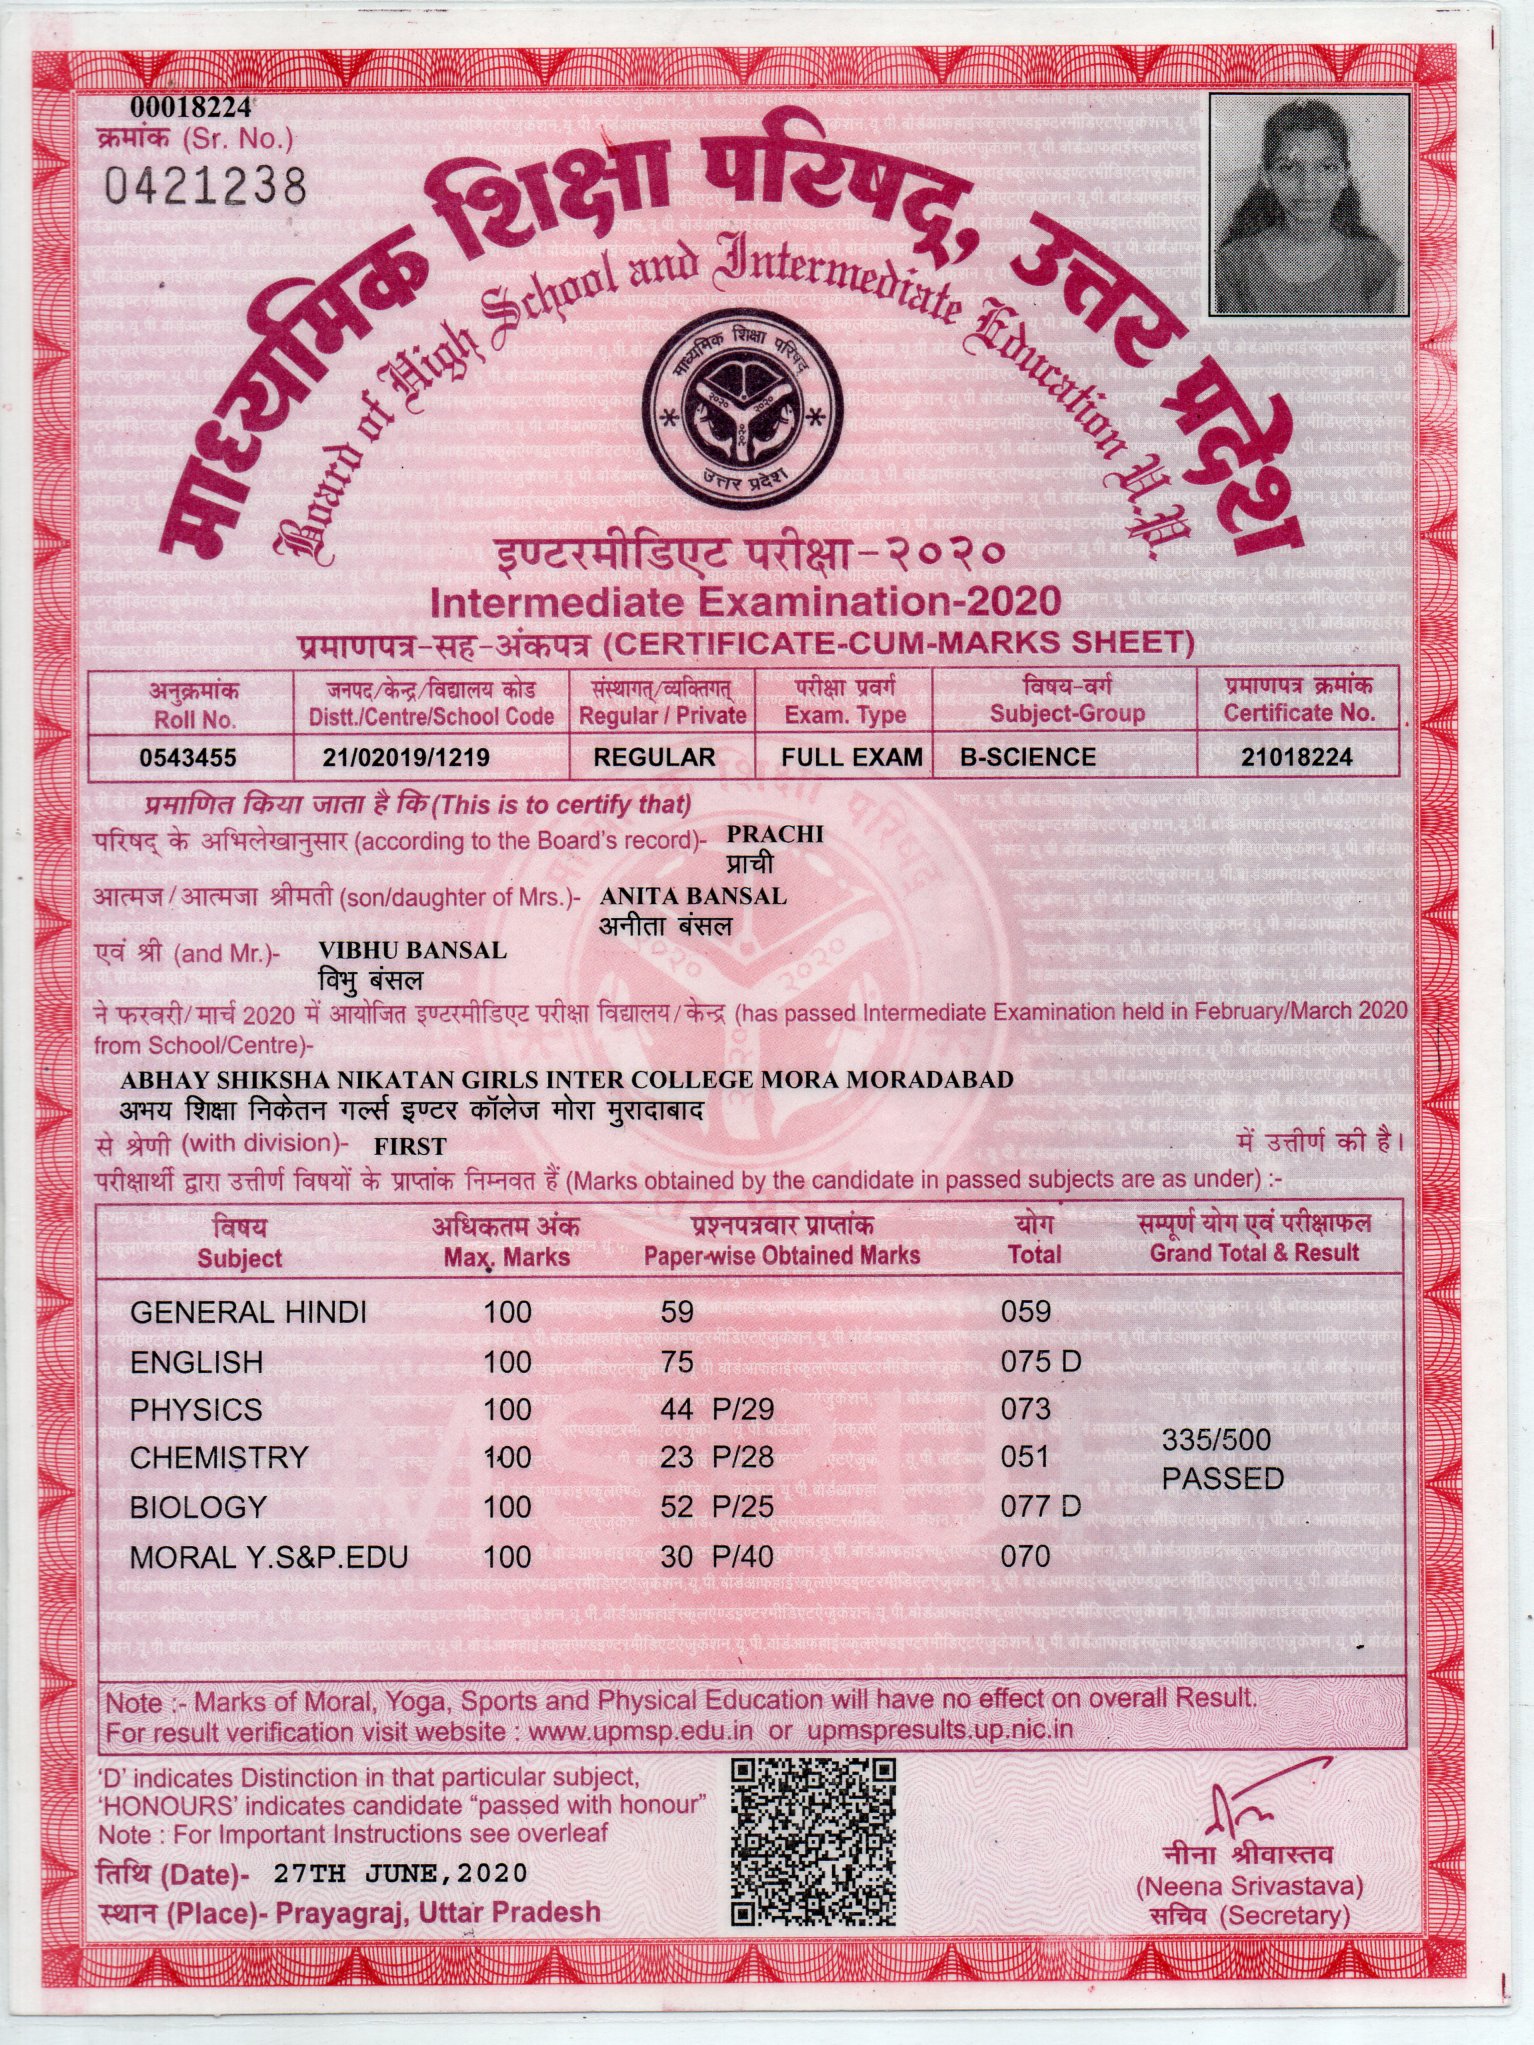 00018224
क्रमांक (Sr. No.)
0421238
माध्यमिक शिक्षा परिषद्, उत्तर प्रदेश
Board of High School and Intermediate Education U.P.
माध्यमिक शिक्षा परिषद्
उत्तर प्रदेश
इण्टरमीडिएट परीक्षा-२०२०
Intermediate Examination-2020
प्रमाणपत्र-सह-अंकपत्र (CERTIFICATE-CUM-MARKS SHEET)
अनुक्रमांक जनपद/केन्द्र/विद्यालय कोड संस्थागत्/व्यक्तिगत् परीक्षा प्रवर्ग विषय-वर्ग प्रमाणपत्र क्रमांक
Roll No. Distt./Centre/School Code Regular / Private Exam. Type Subject-Group Certificate No.
0543455 21/02019/1219 REGULAR FULL EXAM B-SCIENCE 21018224
प्रमाणित किया जाता है कि (This is to certify that)
परिषद् के अभिलेखानुसार (according to the Board's record)- PRACHI
प्राची
आत्मज/आत्मजा श्रीमती (son/daughter of Mrs.)- ANITA BANSAL
अनीता बंसल
एवं श्री (and Mr.)- VIBHU BANSAL
विभु बंसल
ने फरवरी/मार्च 2020 में आयोजित इण्टरमीडिएट परीक्षा विद्यालय/केन्द्र (has passed Intermediate Examination held in February/March 2020
from School/Centre)-
ABHAY SHIKSHA NIKATAN GIRLS INTER COLLEGE MORA MORADABAD
अभय शिक्षा निकेतन गर्ल्स इण्टर कॉलेज मोरा मुरादाबाद
से श्रेणी (with division)- FIRST में उत्तीर्ण की है।
परीक्षार्थी द्वारा उत्तीर्ण विषयों के प्राप्तांक निम्नवत हैं (Marks obtained by the candidate in passed subjects are as under) :-
विषय अधिकतम अंक प्रश्नपत्रवार प्राप्तांक योग सम्पूर्ण योग एवं परीक्षाफल
Subject Max. Marks Paper-wise Obtained Marks Total Grand Total & Result
GENERAL HINDI 100 59 059
ENGLISH 100 75 075 D
PHYSICS 100 44 P/29 073
335/500
CHEMISTRY 100 23 P/28 051
PASSED
BIOLOGY 100 52 P/25 077 D
MORAL Y.S&P.EDU 100 30 P/40 070
Note :- Marks of Moral, Yoga, Sports and Physical Education will have no effect on overall Result.
For result verification visit website : www.upmsp.edu.in or upmspresults.up.nic.in
'D' indicates Distinction in that particular subject,
'HONOURS' indicates candidate "passed with honour"
Note : For Important Instructions see overleaf
तिथि (Date)- 27TH JUNE,2020
स्थान (Place)- Prayagraj, Uttar Pradesh
नीना श्रीवास्तव
(Neena Srivastava)
सचिव (Secretary)